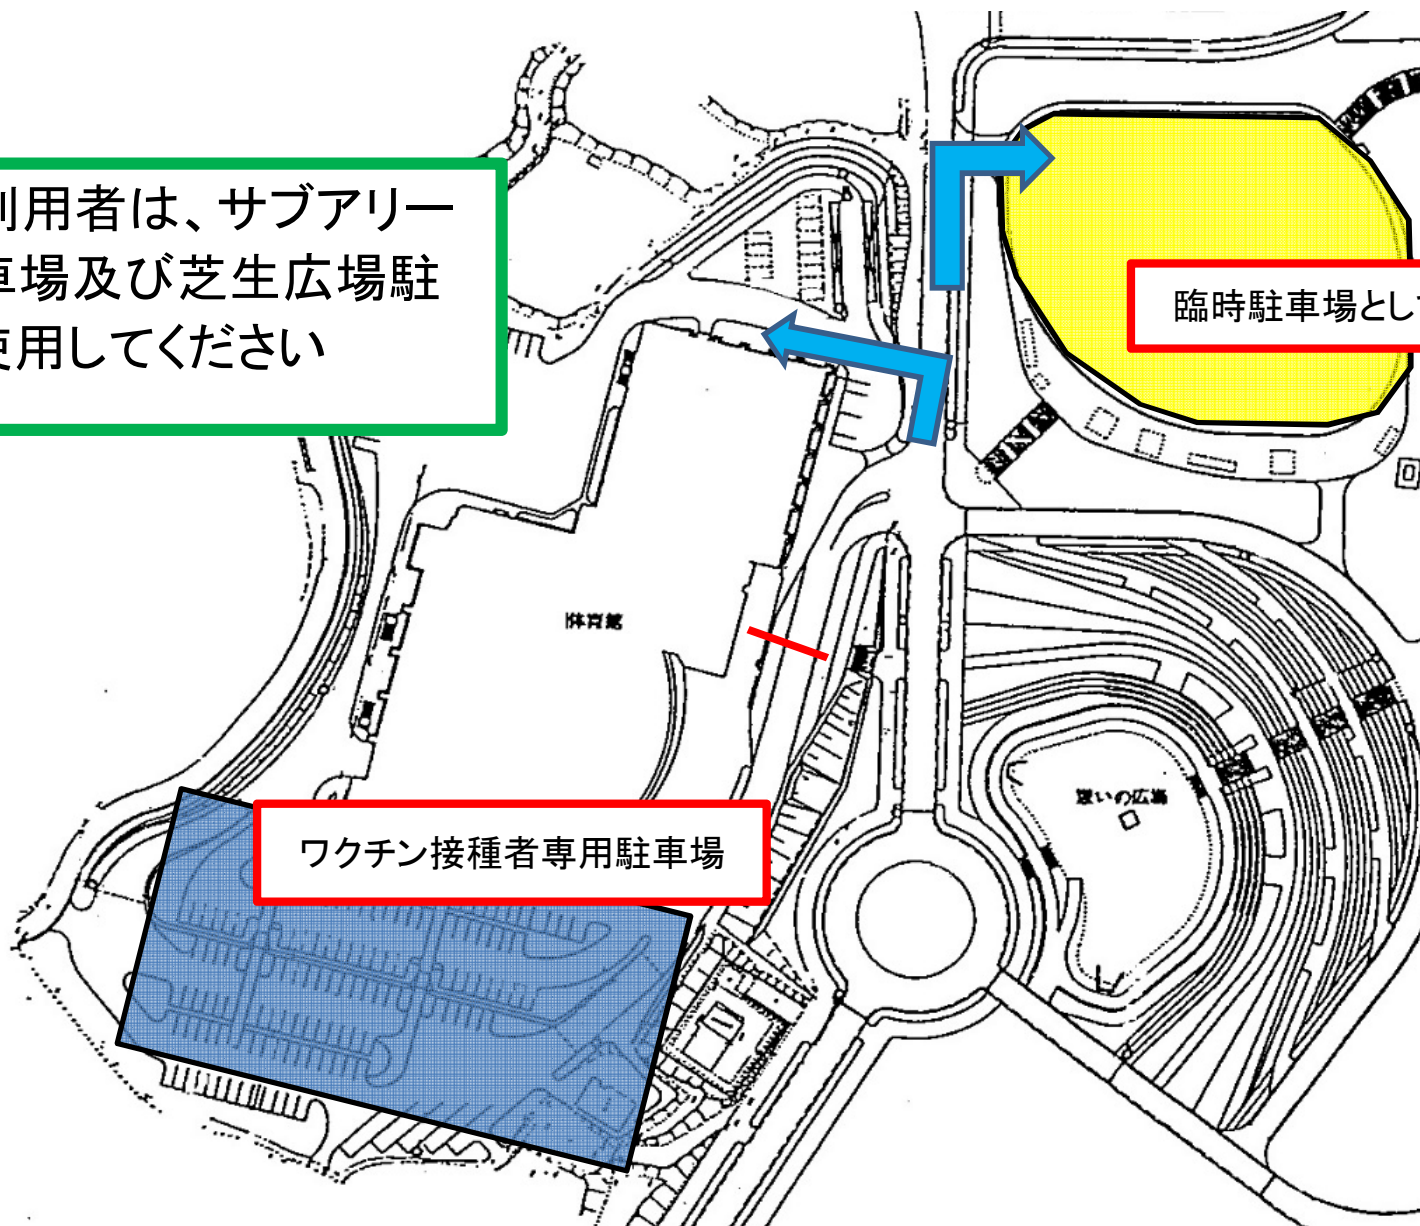 利用者は、サブアリー
車場及び芝生広場駐
使用してください
臨時駐車場とし
体育館
憩いの広場
ワクチン接種者専用駐車場